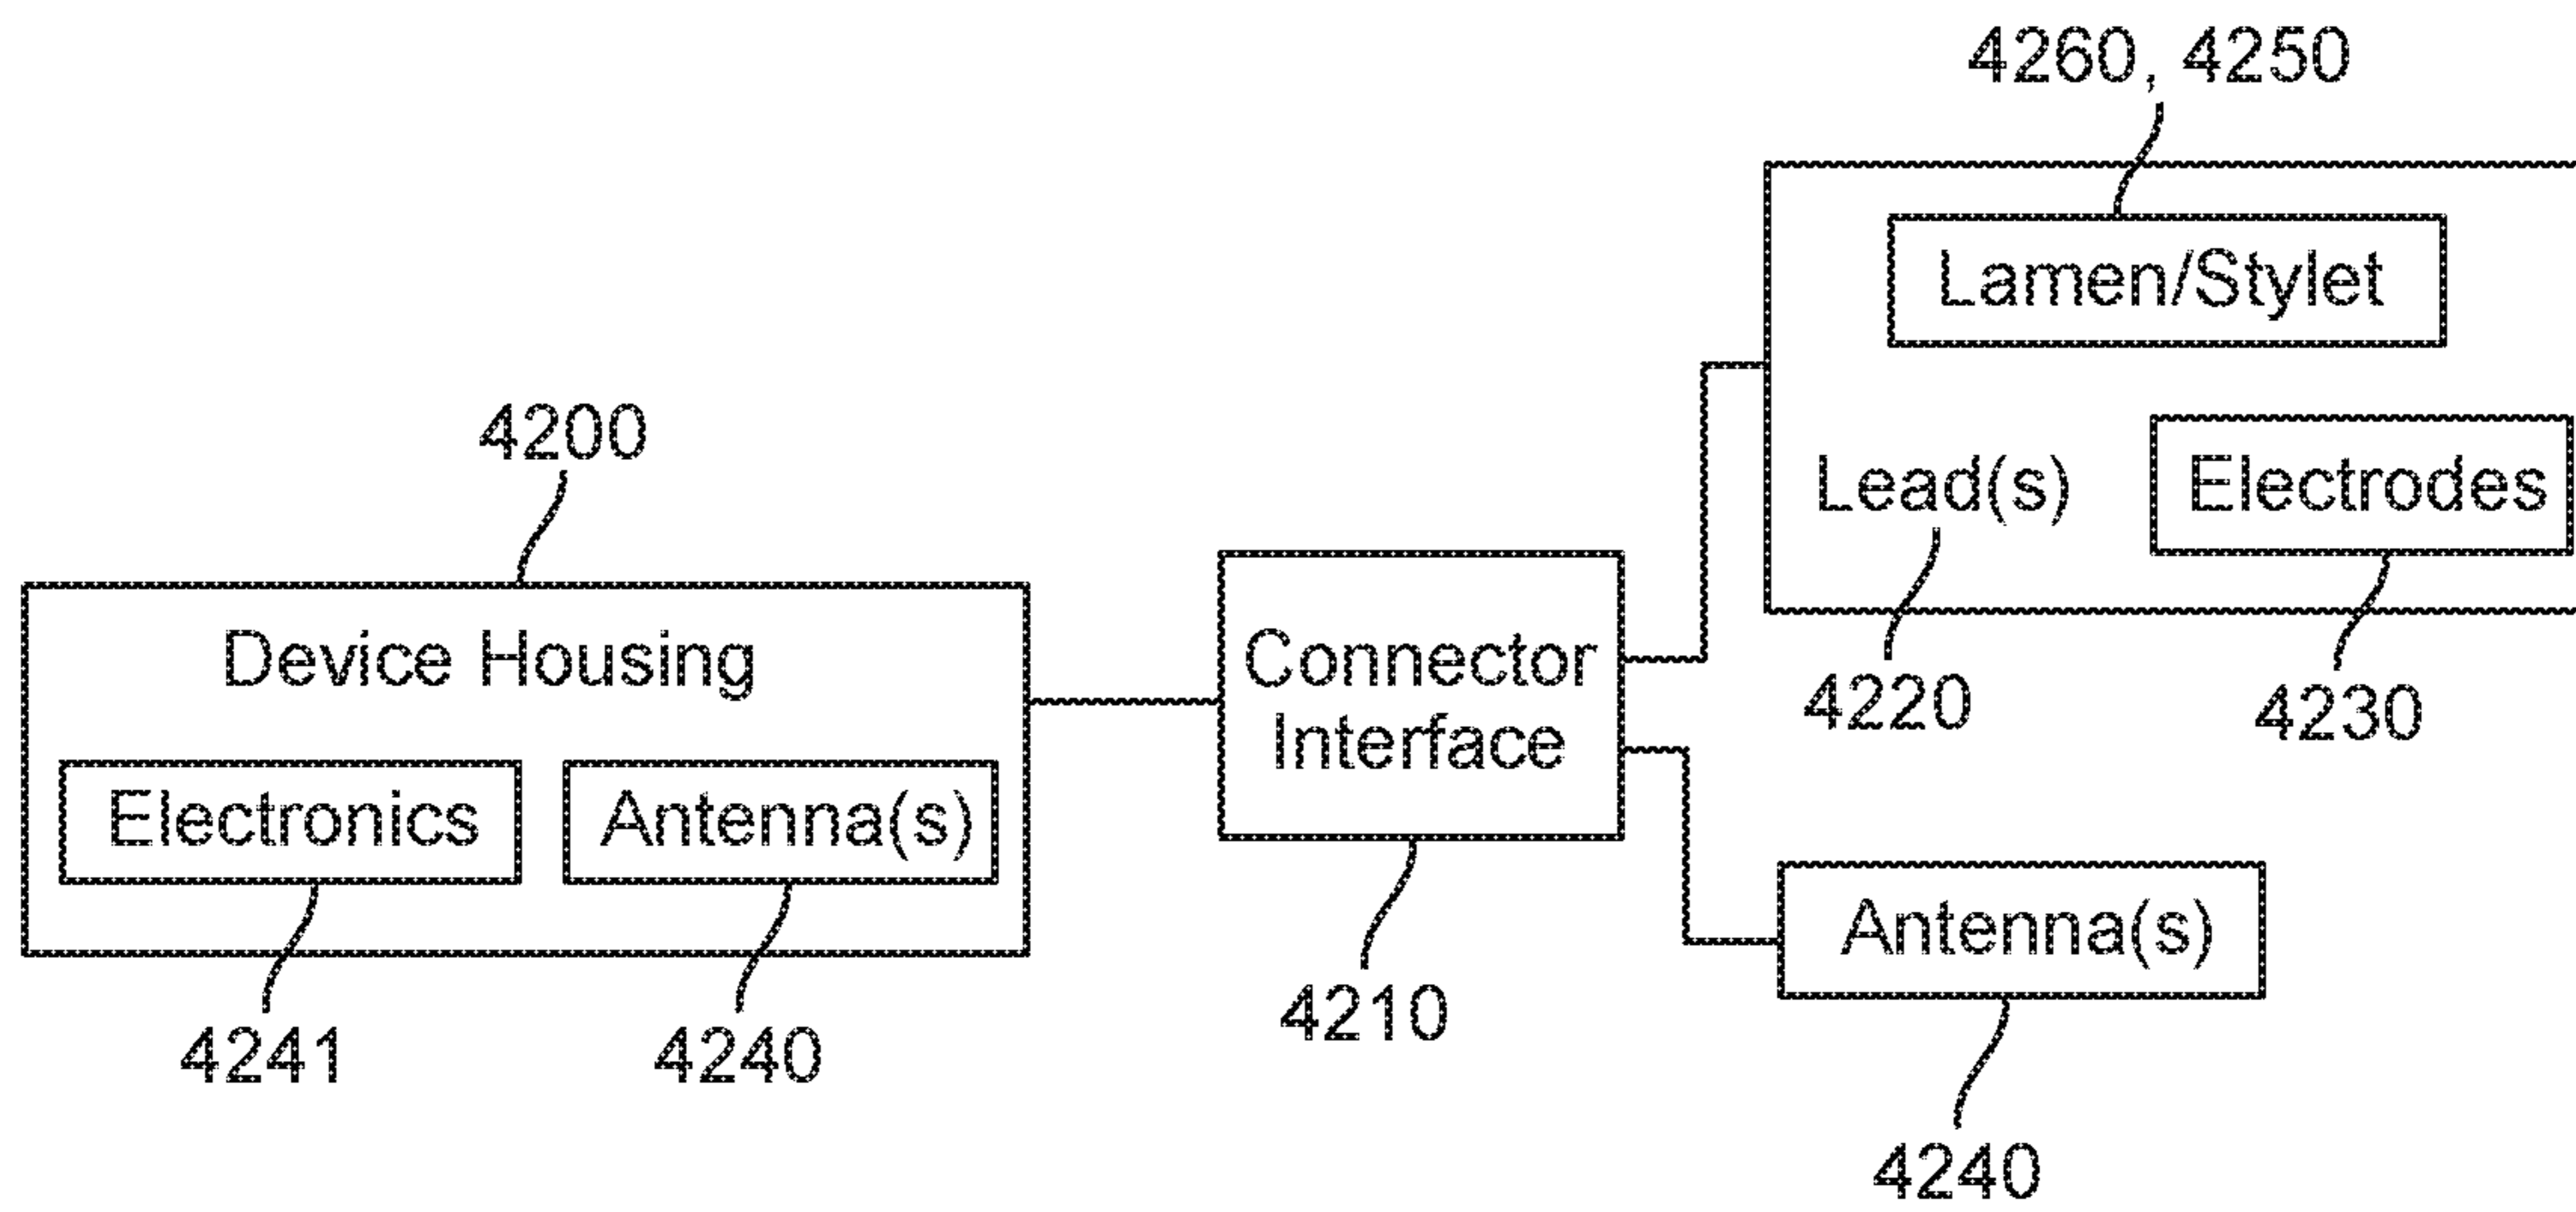 4260, 4250
Lamen/Stylet
4200
Lead(s)
Electrodes
Device Housing
Connector
Interface
4220
4230
Electronics
Antenna(s)
Antenna(s)
4241
4240
4210
4240